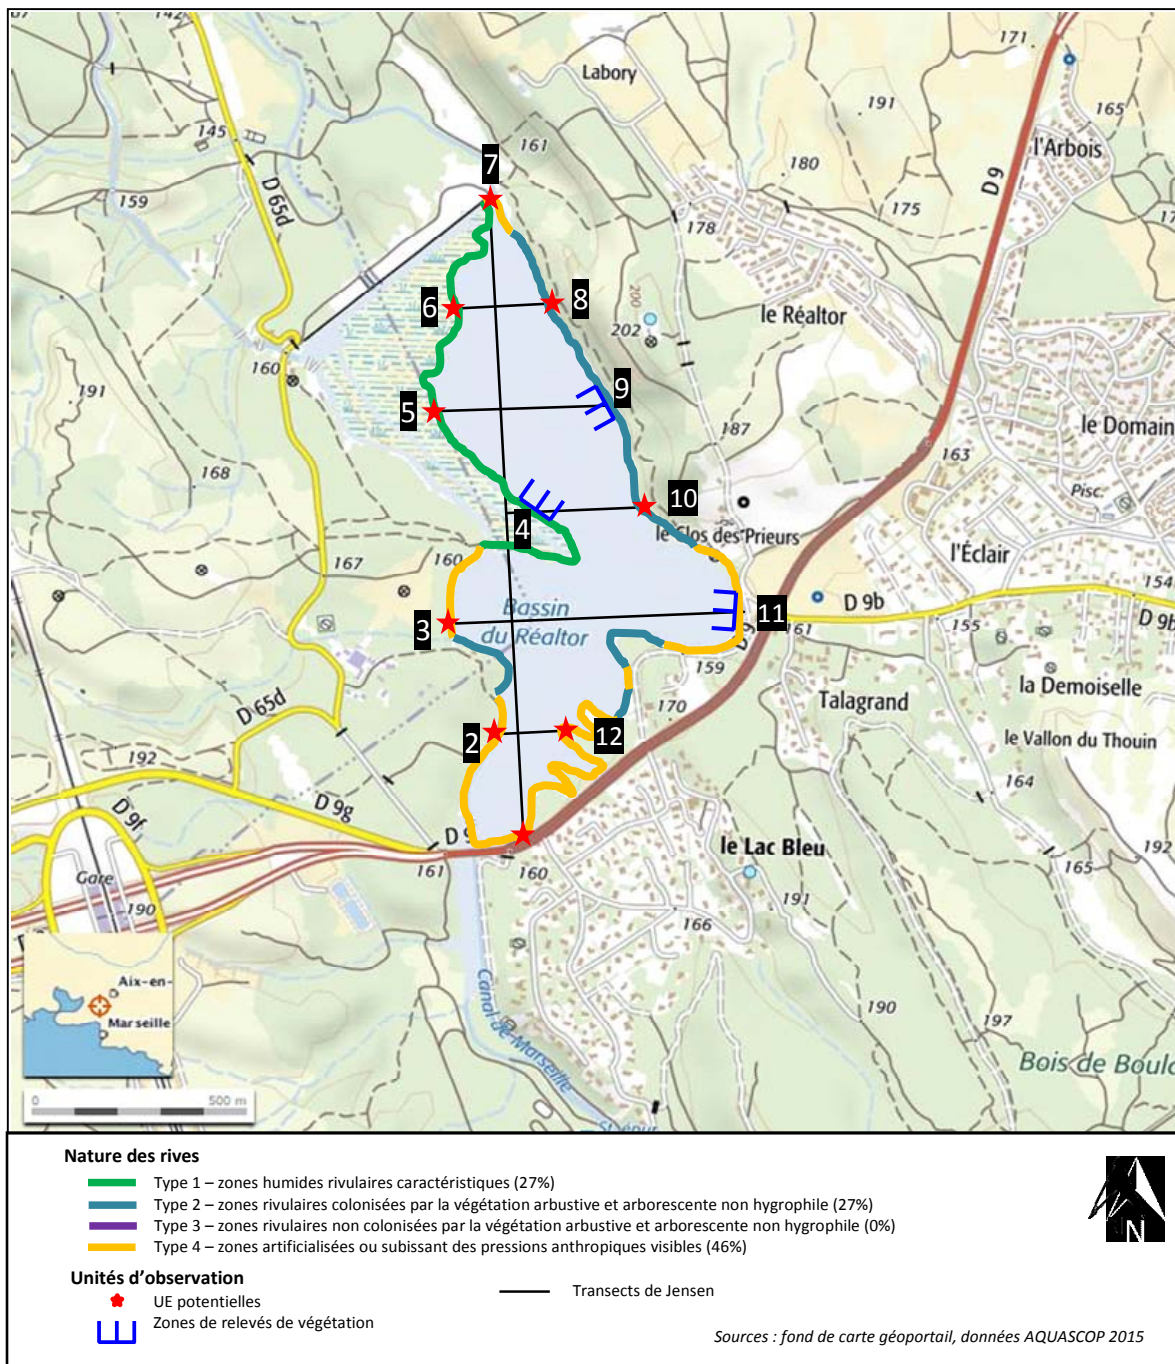 142
171
Labory
191
165
l'Arbois
145
161
7
180
D 65d
159
D 9
175
178
6
8
200
le Réaltor
202
160
9
191
5
187
le Domain
163
168
Pisc.
10
4
le Clos des Prieurs
l'Éclair
160
167
154
Bassin
du Réaltor
D 9b
3
11
161
155
D 9b
159
D 65d
Talagrand
la Demoiselle
170
2
12
le Vallon du Thouin
192
164
D 9g
D 9f
D 9
le Lac Bleu
192
161
160
165
Gare
190
191
166
Aix-en-
Marseille
Canal de Marseille
190
197
Bois de Boulc
0
500 m
Nature des rives
Type 1 – zones humides rivulaires caractéristiques (27%)
Type 2 – zones rivulaires colonisées par la végétation arbustive et arborescente non hygrophile (27%)
Type 3 – zones rivulaires non colonisées par la végétation arbustive et arborescente non hygrophile (0%)
Type 4 – zones artificialisées ou subissant des pressions anthropiques visibles (46%)
N
Unités d'observation
UE potentielles
Transects de Jensen
Zones de relevés de végétation
Sources : fond de carte géoportail, données AQUASCOP 2015